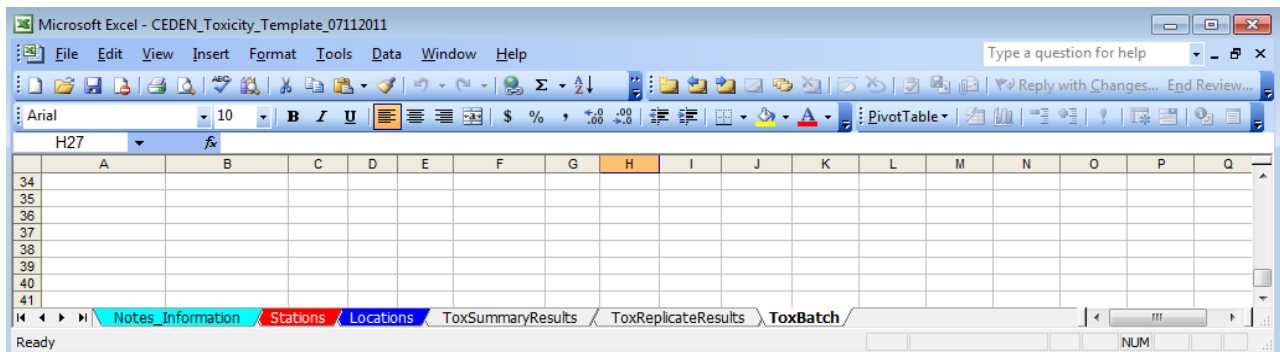 Microsoft Excel - CEDEN_Toxicity_Template_07112011
File Edit View Insert Format Tools Data Window Help Type a question for help
Reply with Changes... End Review...
Arial 10 B I U $ % , .00 PivotTable
H27 fx
A B C D E F G H I J K L M N O P Q
34
35
36
37
38
39
40
41
Notes_Information Stations Locations ToxSummaryResults ToxReplicateResults ToxBatch
Ready NUM